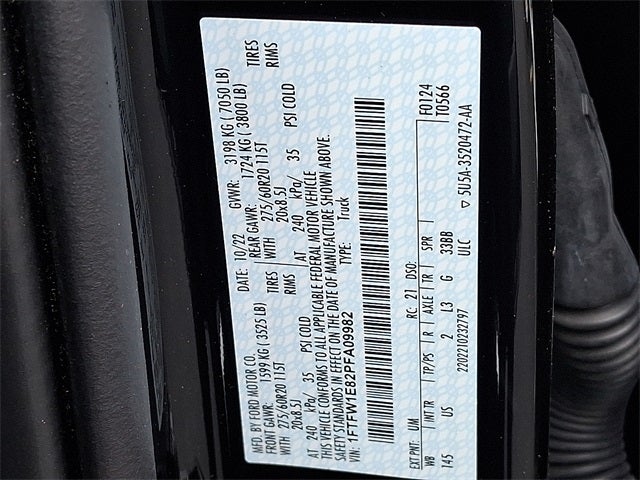 MFD. BY FORD MOTOR CO.
DATE: 10/22 GVWR: 3198 KG ( 7050 LB)
FRONT GAWR: 1599 KG ( 3525 LB) REAR GAWR: 1724 KG ( 3800 LB)
WITH 275/60R20 115T TIRES WITH 275/60R20 115T TIRES
20x8.5J RIMS 20x8.5J RIMS
AT 240 kPa/ 35 PSI COLD AT 240 kPa/ 35 PSI COLD
THIS VEHICLE CONFORMS TO ALL APPLICABLE FEDERAL MOTOR VEHICLE
SAFETY STANDARDS IN EFFECT ON THE DATE OF MANUFACTURE SHOWN ABOVE.
VIN: 1FTFW1E82PFA09982 TYPE: Truck
EXT PNT: UM RC: 21 DSO: F0124
WB INT TR TP/PS R AXLE TR SPR T0566
145 US 2 L3 G 33BB
2202210232797 ULC ▽ 5U5A-3520472-AA